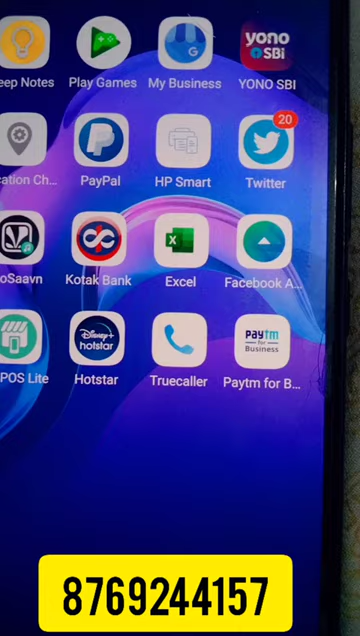 yono
SBI
eep Notes
Play Games
My Business
YONO SBI
20
cation Ch...
PayPal
HP Smart
Twitter
oSaavn
Kotak Bank
Excel
Facebook A...
Disney+
hotstar
paytm
for
Business
POS Lite
Hotstar
Truecaller
Paytm for B...
8769244157